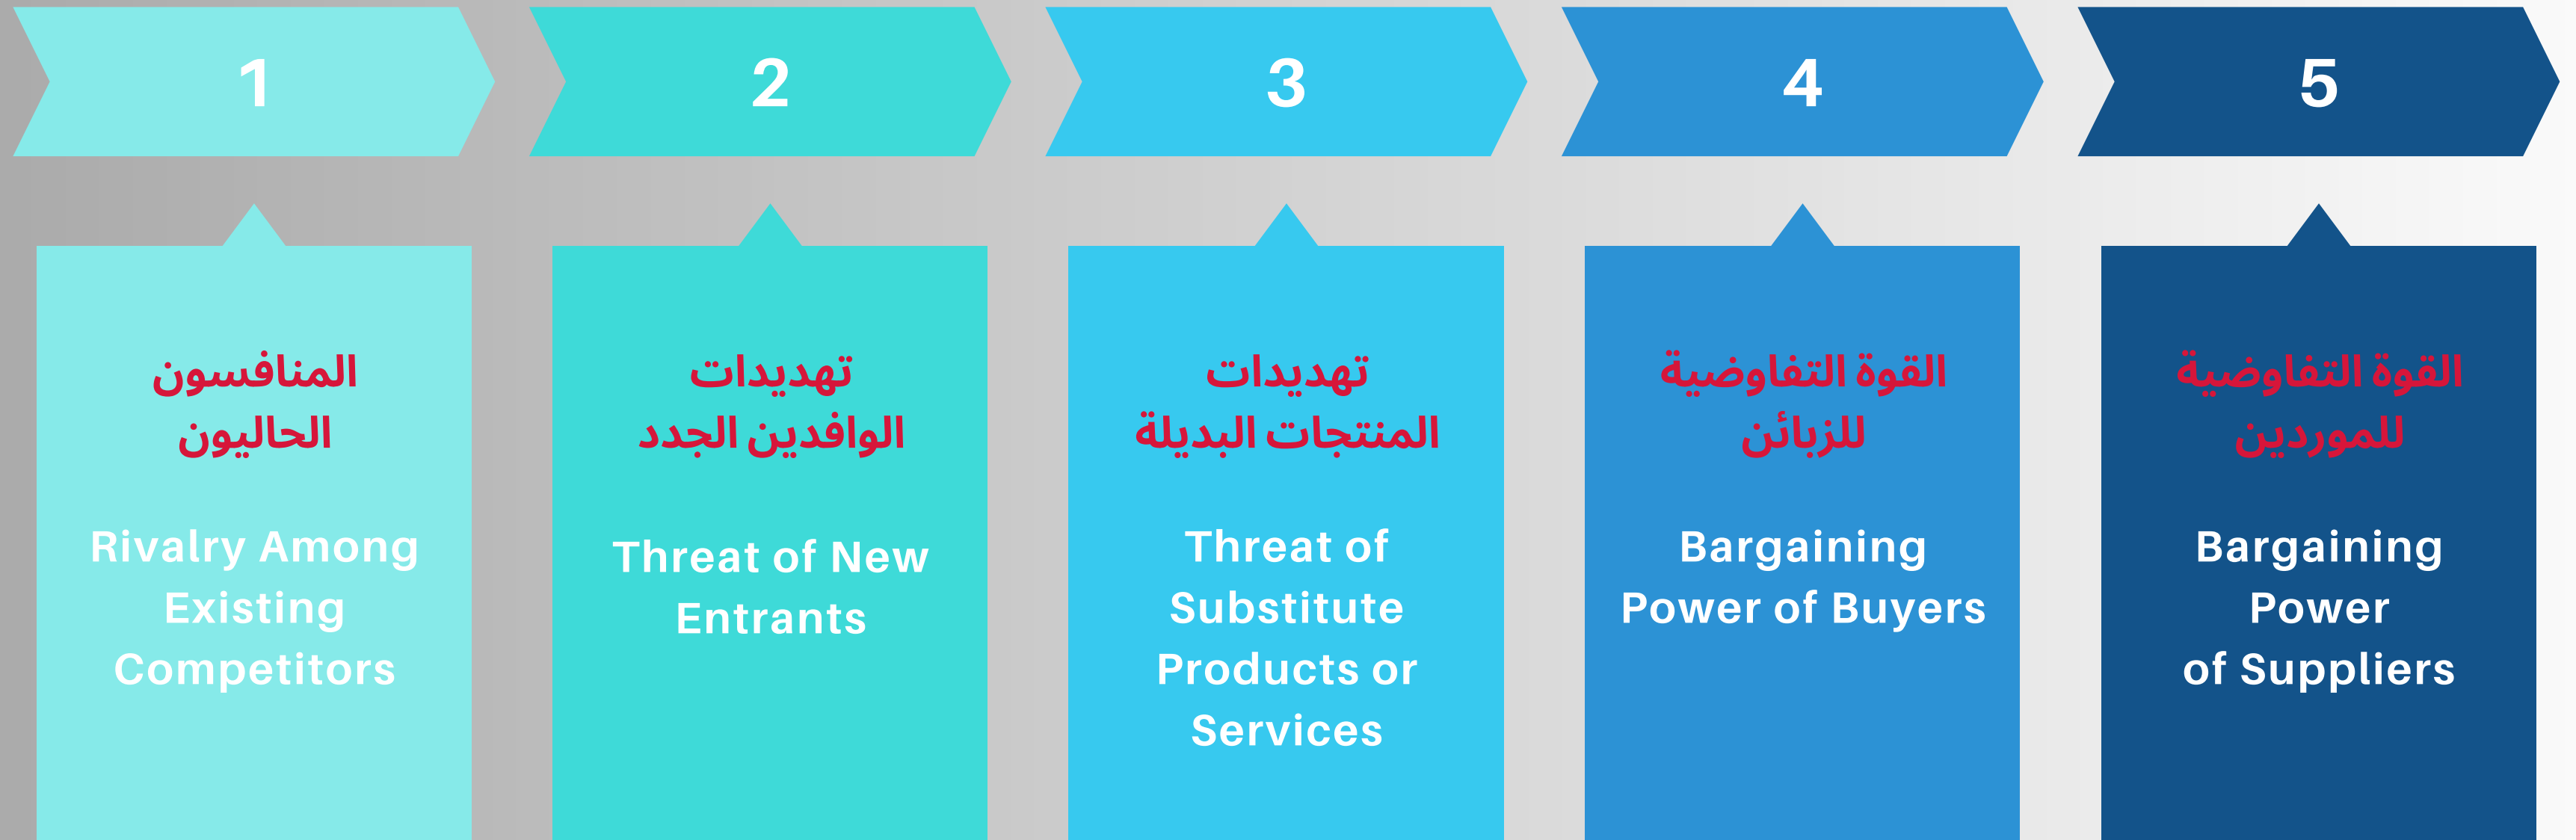 1
2
3
4
5
المنافسون
الحاليون
Rivalry Among
Existing
Competitors
تهديدات
الوافدين الجدد
Threat of New
Entrants
تهديدات
المنتجات البديلة
Threat of
Substitute
Products or
Services
القوة التفاوضية
للزبائن
Bargaining
Power of Buyers
القوة التفاوضية
للموردين
Bargaining
Power
of Suppliers